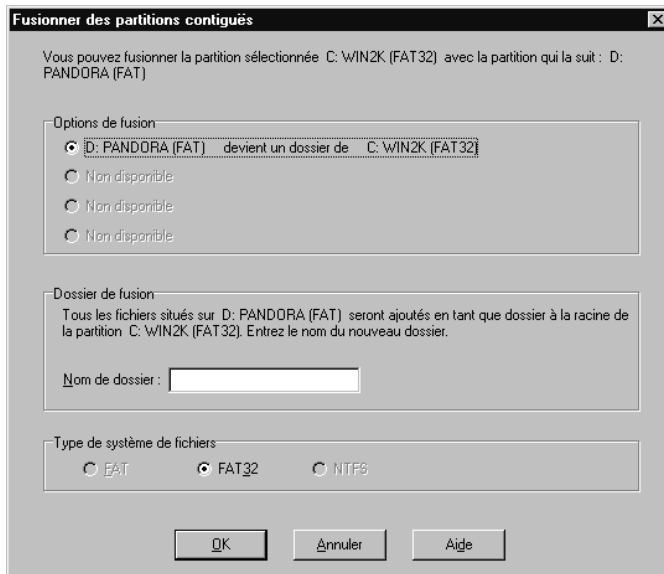 Fusionner des partitions contiguës
Vous pouvez fusionner la partition sélectionnée C: WIN2K (FAT32) avec la partition qui la suit : D:
PANDORA (FAT)
Options de fusion
D: PANDORA (FAT) devient un dossier de C: WIN2K (FAT32)
Non disponible
Non disponible
Non disponible
Dossier de fusion
Tous les fichiers situés sur D: PANDORA (FAT) seront ajoutés en tant que dossier à la racine de
la partition C: WIN2K (FAT32). Entrez le nom du nouveau dossier.
Nom de dossier :
Type de système de fichiers
FAT FAT32 NTFS
OK Annuler Aide